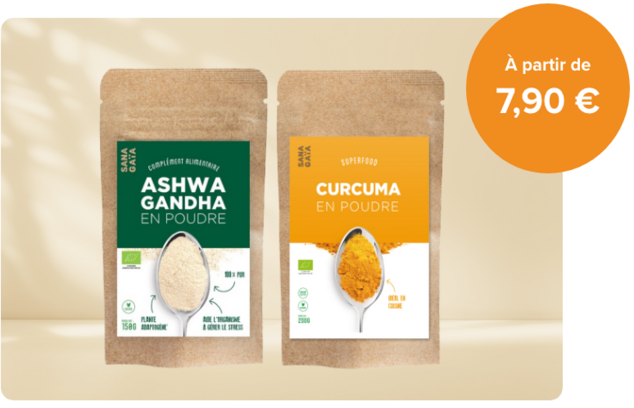 À partir de
7,90 €
SANA
GAÏA
COMPLÉMENT ALIMENTAIRE
ASHWA
GANDHA
EN POUDRE
100% PUR
PLANTE
ADAPTOGÈNE
AIDE L'ORGANISME
À GÉRER LE STRESS
150G
SANA
GAÏA
SUPERFOOD
CURCUMA
EN POUDRE
IDÉAL EN
CUISINE